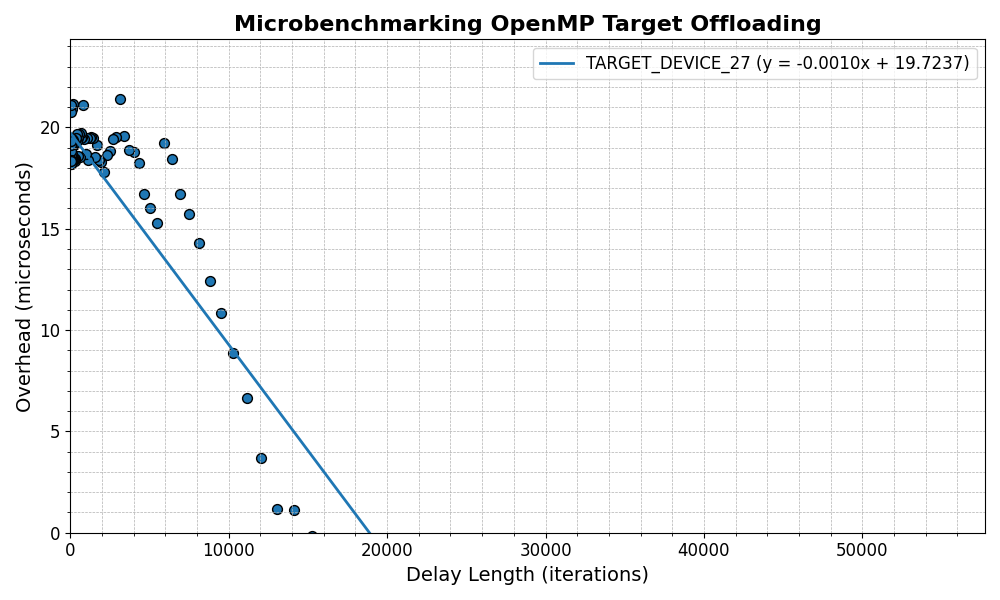 Microbenchmarking OpenMP Target Offloading
TARGET_DEVICE_27 (y = -0.0010x + 19.7237)
Overhead (microseconds)
20
15
10
5
0
0 10000 20000 30000 40000 50000
Delay Length (iterations)